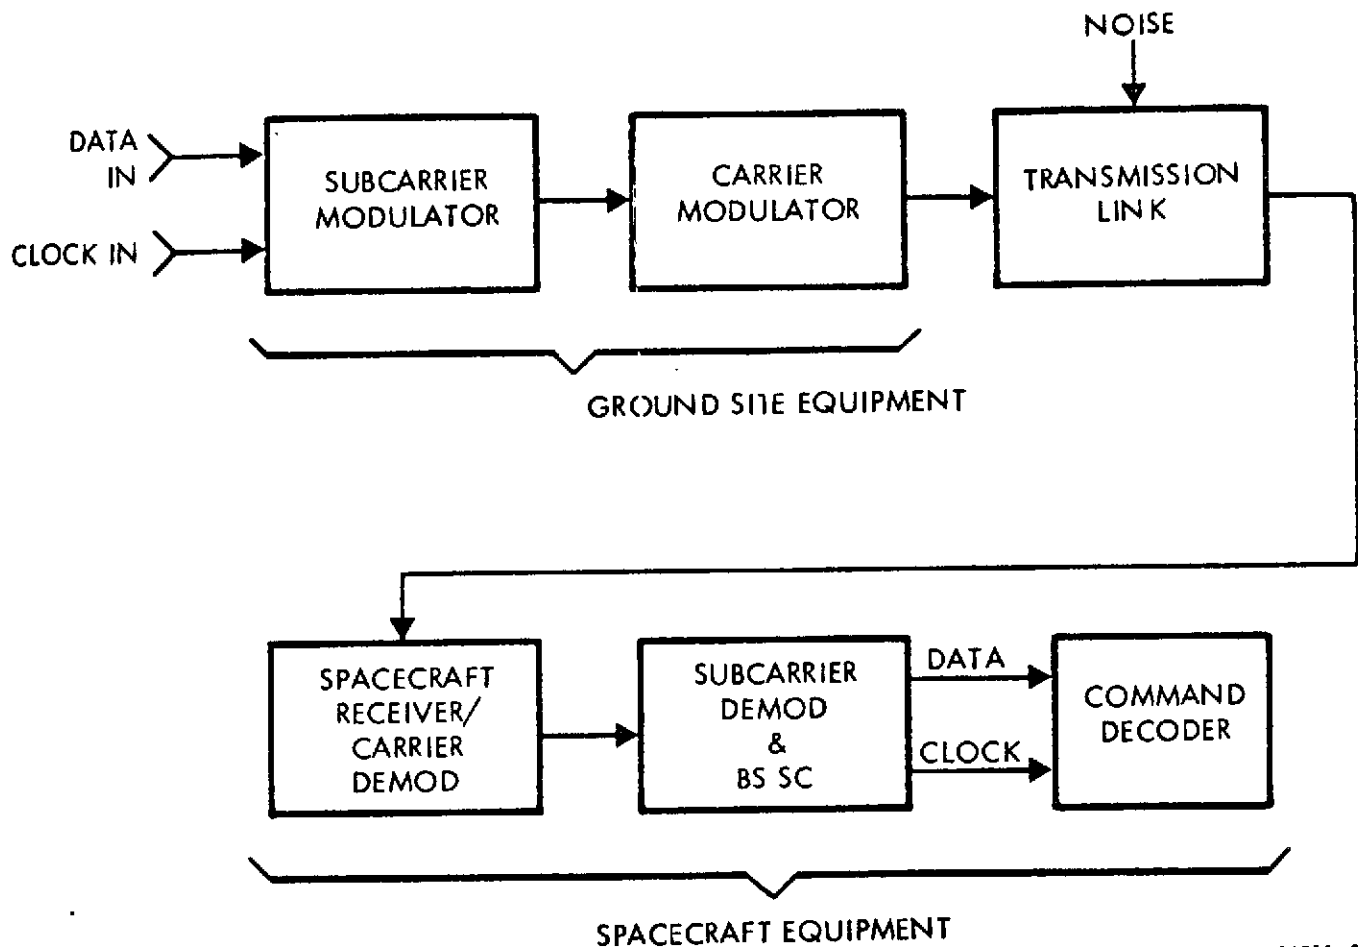 NOISE
DATA
IN
CLOCK IN
SUBCARRIER
MODULATOR
CARRIER
MODULATOR
TRANSMISSION
LINK
GROUND SITE EQUIPMENT
SPACECRAFT
RECEIVER/
CARRIER
DEMOD
SUBCARRIER
DEMOD
&
BS SC
DATA
CLOCK
COMMAND
DECODER
SPACECRAFT EQUIPMENT